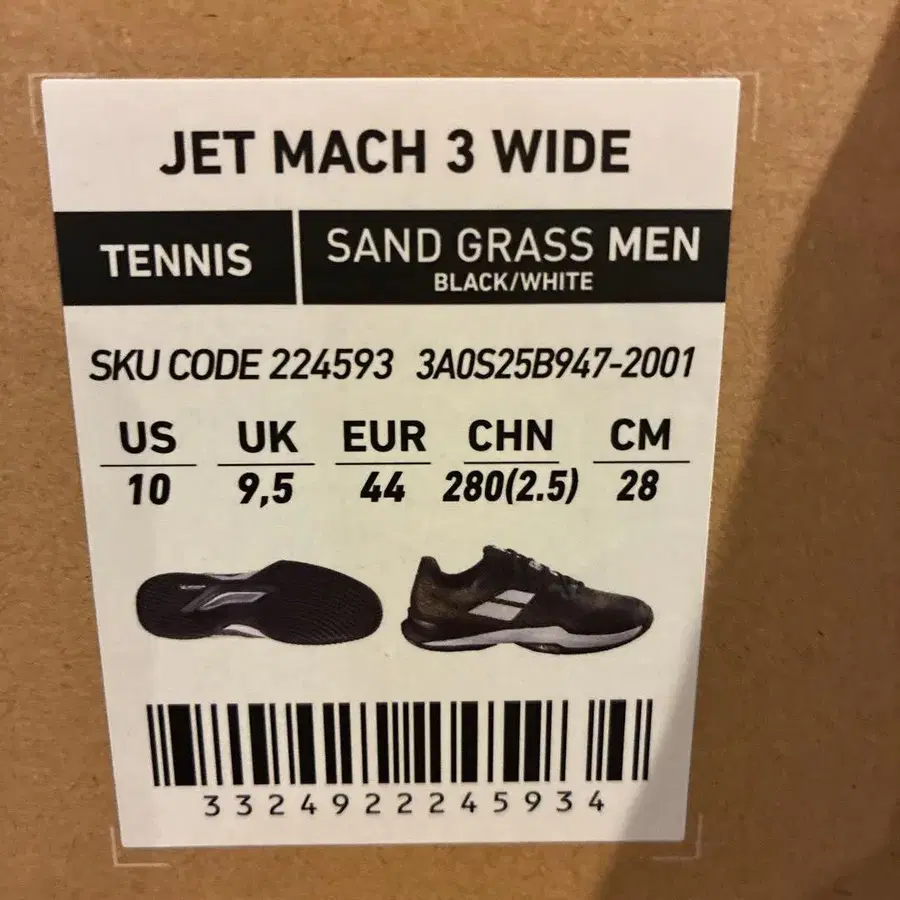 JET MACH 3 WIDE
TENNIS
SAND GRASS MEN
BLACK/WHITE
SKU CODE 224593 3A0S25B947-2001
US UK EUR CHN CM
10 9,5 44 280(2.5) 28
3324922245934